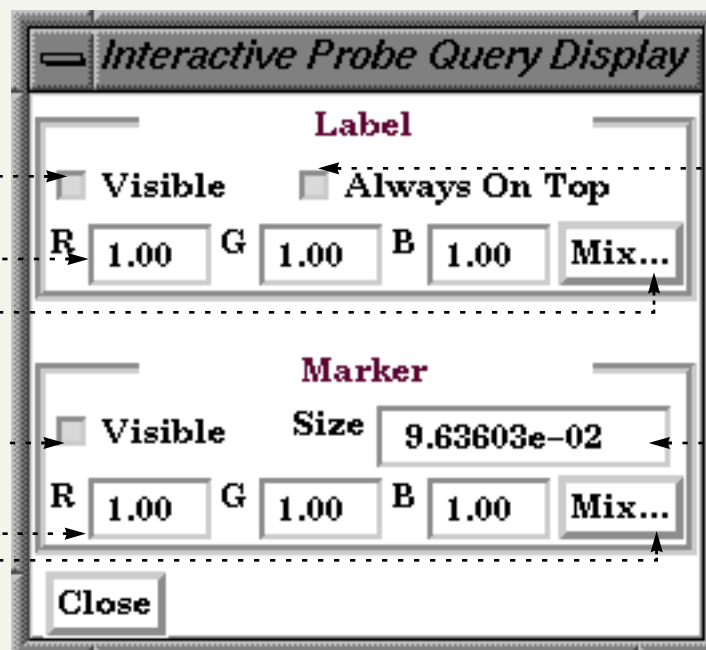 Interactive Probe Query Display
Label
Visible Always On Top
R 1.00 G 1.00 B 1.00 Mix...
Marker
Visible Size 9.63603e-02
R 1.00 G 1.00 B 1.00 Mix...
Close